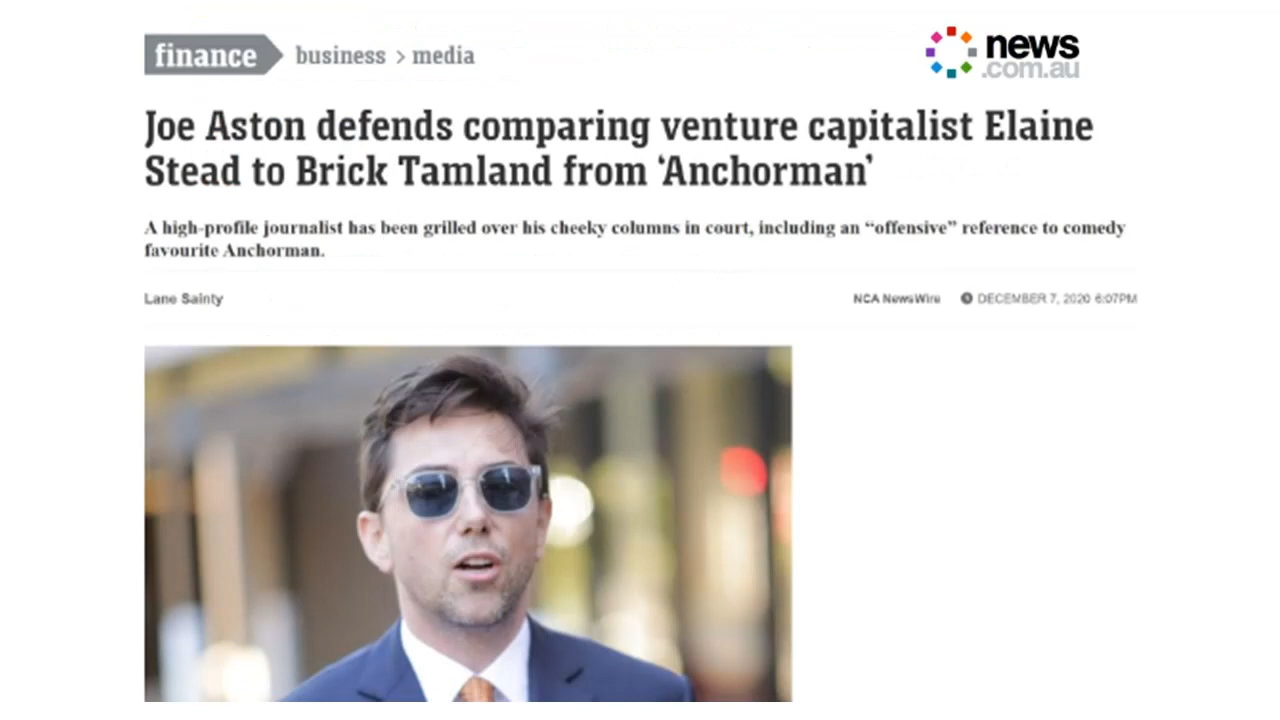 finance business > media
news
.com.au
Joe Aston defends comparing venture capitalist Elaine
Stead to Brick Tamland from ‘Anchorman’
A high-profile journalist has been grilled over his cheeky columns in court, including an “offensive” reference to comedy
favourite Anchorman.
Lane Sainty
NCA NewsWire DECEMBER 7, 2020 6:07PM